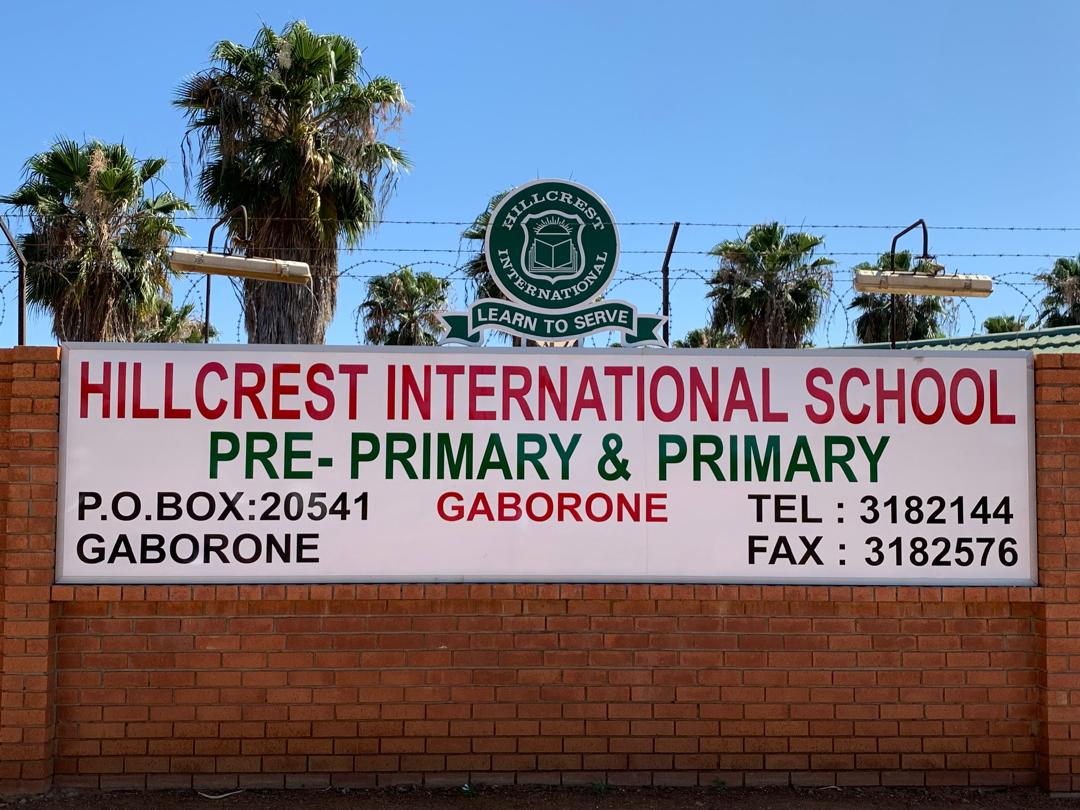 HILLCREST
INTERNATIONAL
LEARN TO SERVE
HILLCREST INTERNATIONAL SCHOOL
PRE- PRIMARY & PRIMARY
P.O.BOX:20541 GABORONE TEL : 3182144
GABORONE FAX : 3182576